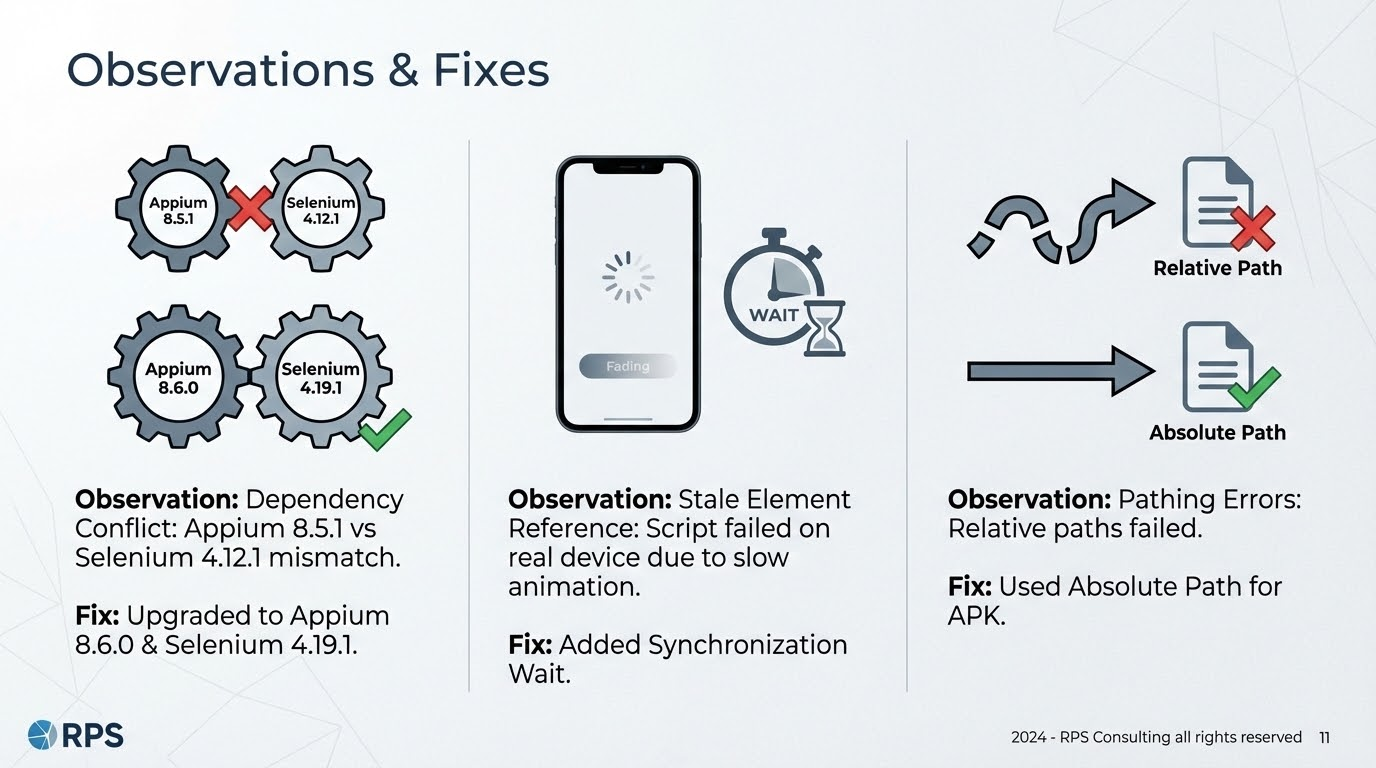 Observations & Fixes
Appium
8.5.1
Selenium
4.12.1
Appium
8.6.0
Selenium
4.19.1
Observation: Dependency
Conflict: Appium 8.5.1 vs
Selenium 4.12.1 mismatch.
Fix: Upgraded to Appium
8.6.0 & Selenium 4.19.1.
Fading
WAIT
Observation: Stale Element
Reference: Script failed on
real device due to slow
animation.
Fix: Added Synchronization
Wait.
Relative Path
Absolute Path
Observation: Pathing Errors:
Relative paths failed.
Fix: Used Absolute Path for
APK.
RPS
2024 - RPS Consulting all rights reserved 11